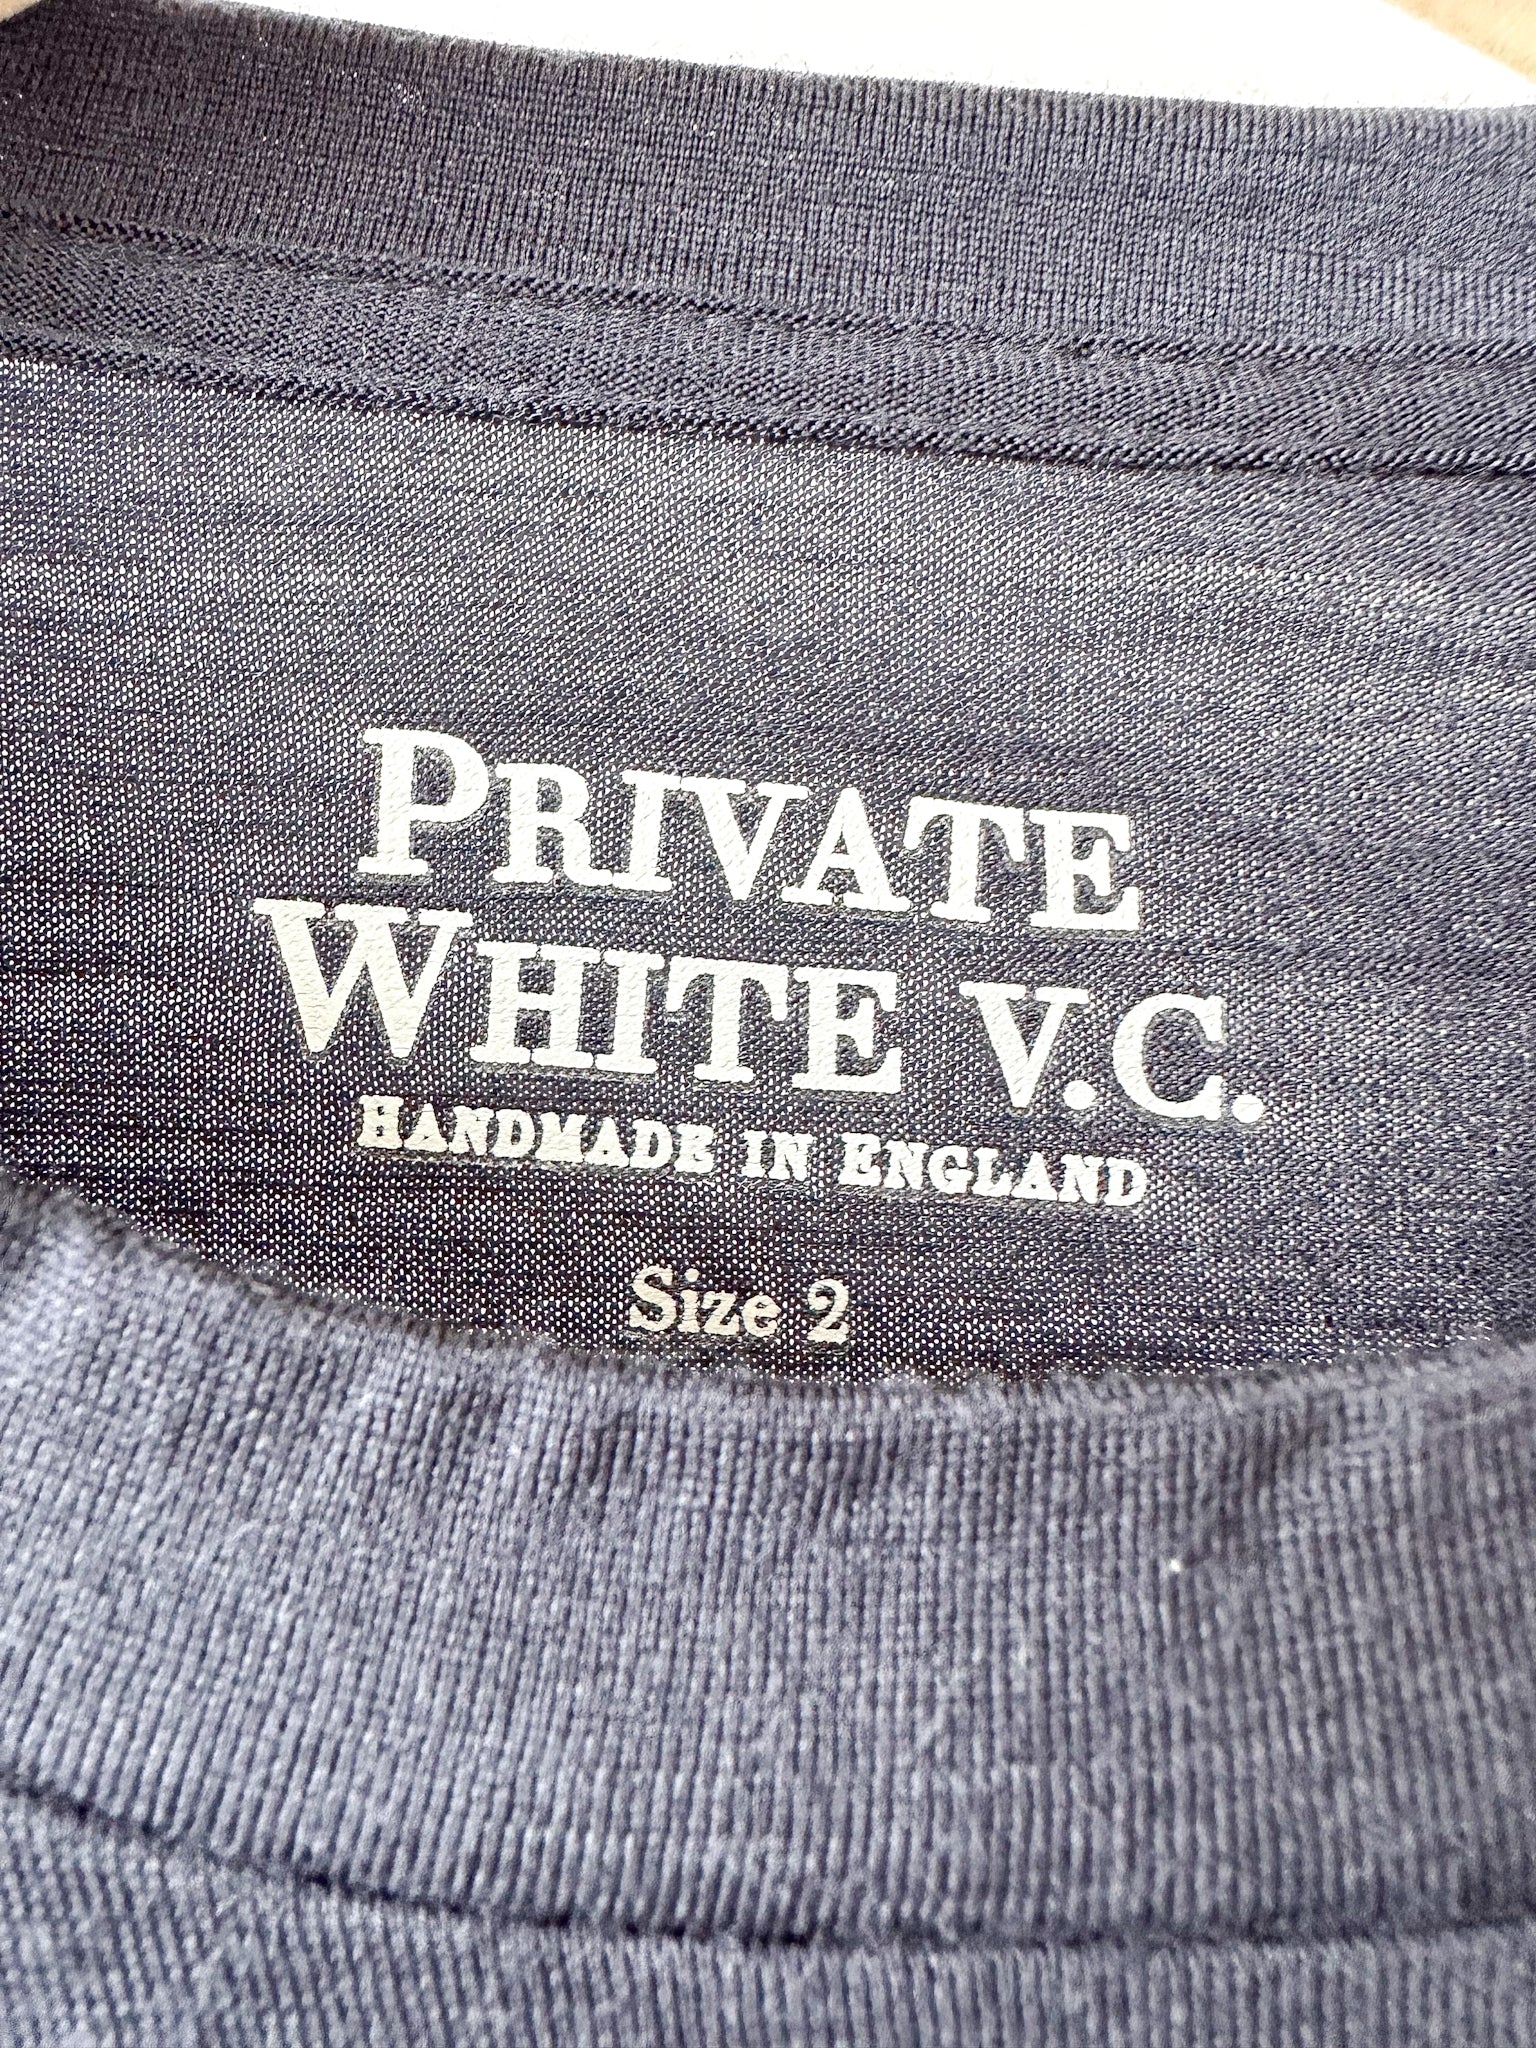 PRIVATE
WHITE V.C.
HANDMADE IN ENGLAND
Size 2